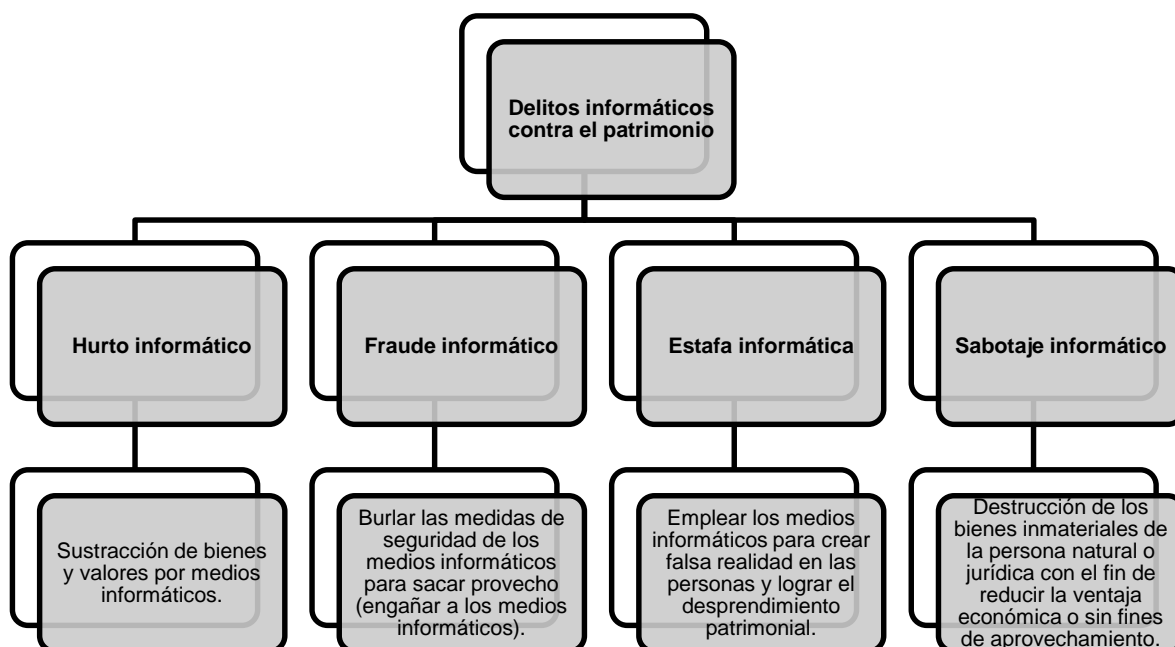 Delitos informáticos
contra el patrimonio
Hurto informático
Fraude informático
Estafa informática
Sabotaje informático
Sustracción de bienes
y valores por medios
informáticos.
Burlar las medidas de
seguridad de los
medios informáticos
para sacar provecho
(engañar a los medios
informáticos).
Emplear los medios
informáticos para crear
falsa realidad en las
personas y lograr el
desprendimiento
patrimonial.
Destrucción de los
bienes inmateriales de
la persona natural o
jurídica con el fin de
reducir la ventaja
económica o sin fines
de aprovechamiento.